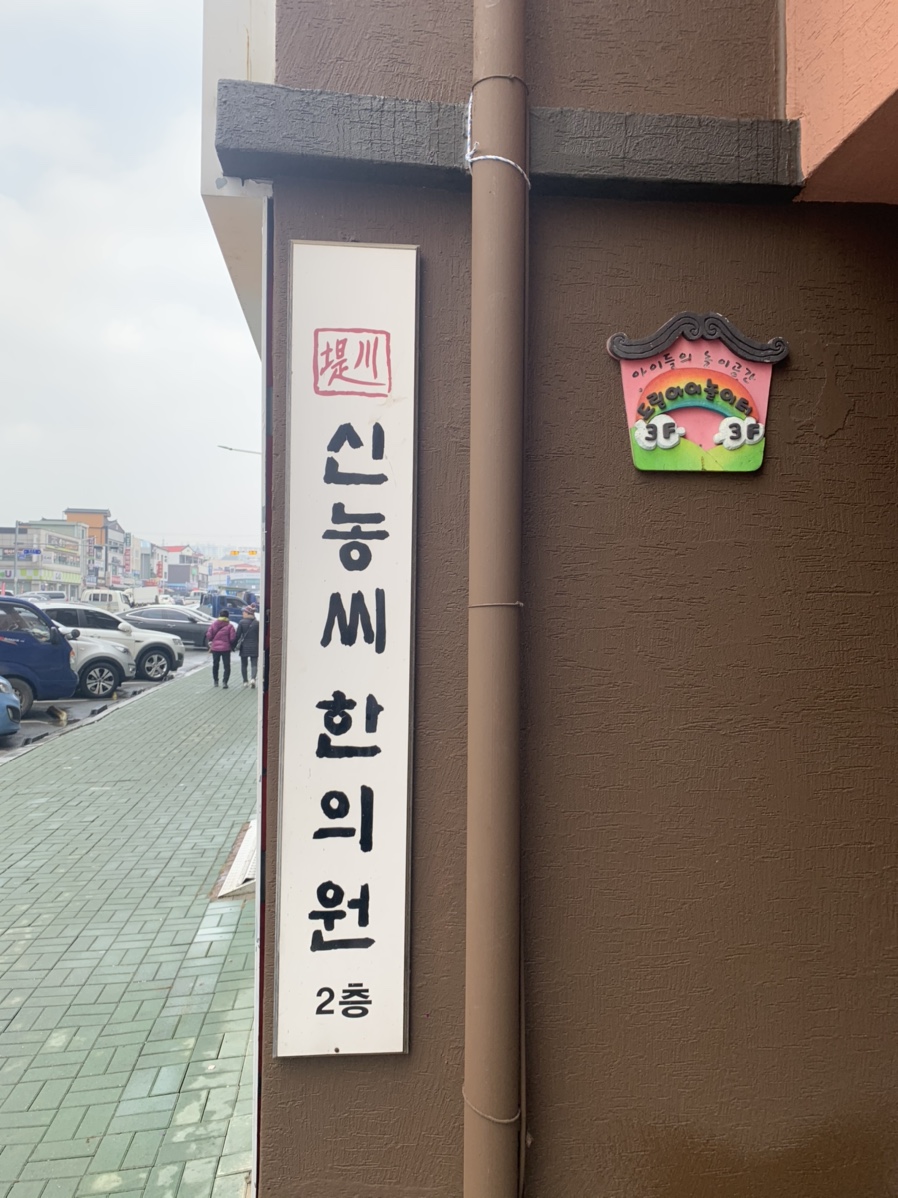 堤川
신농씨 한의원
2층
아이들의 놀이공간
드림아이놀이터
3F 3F